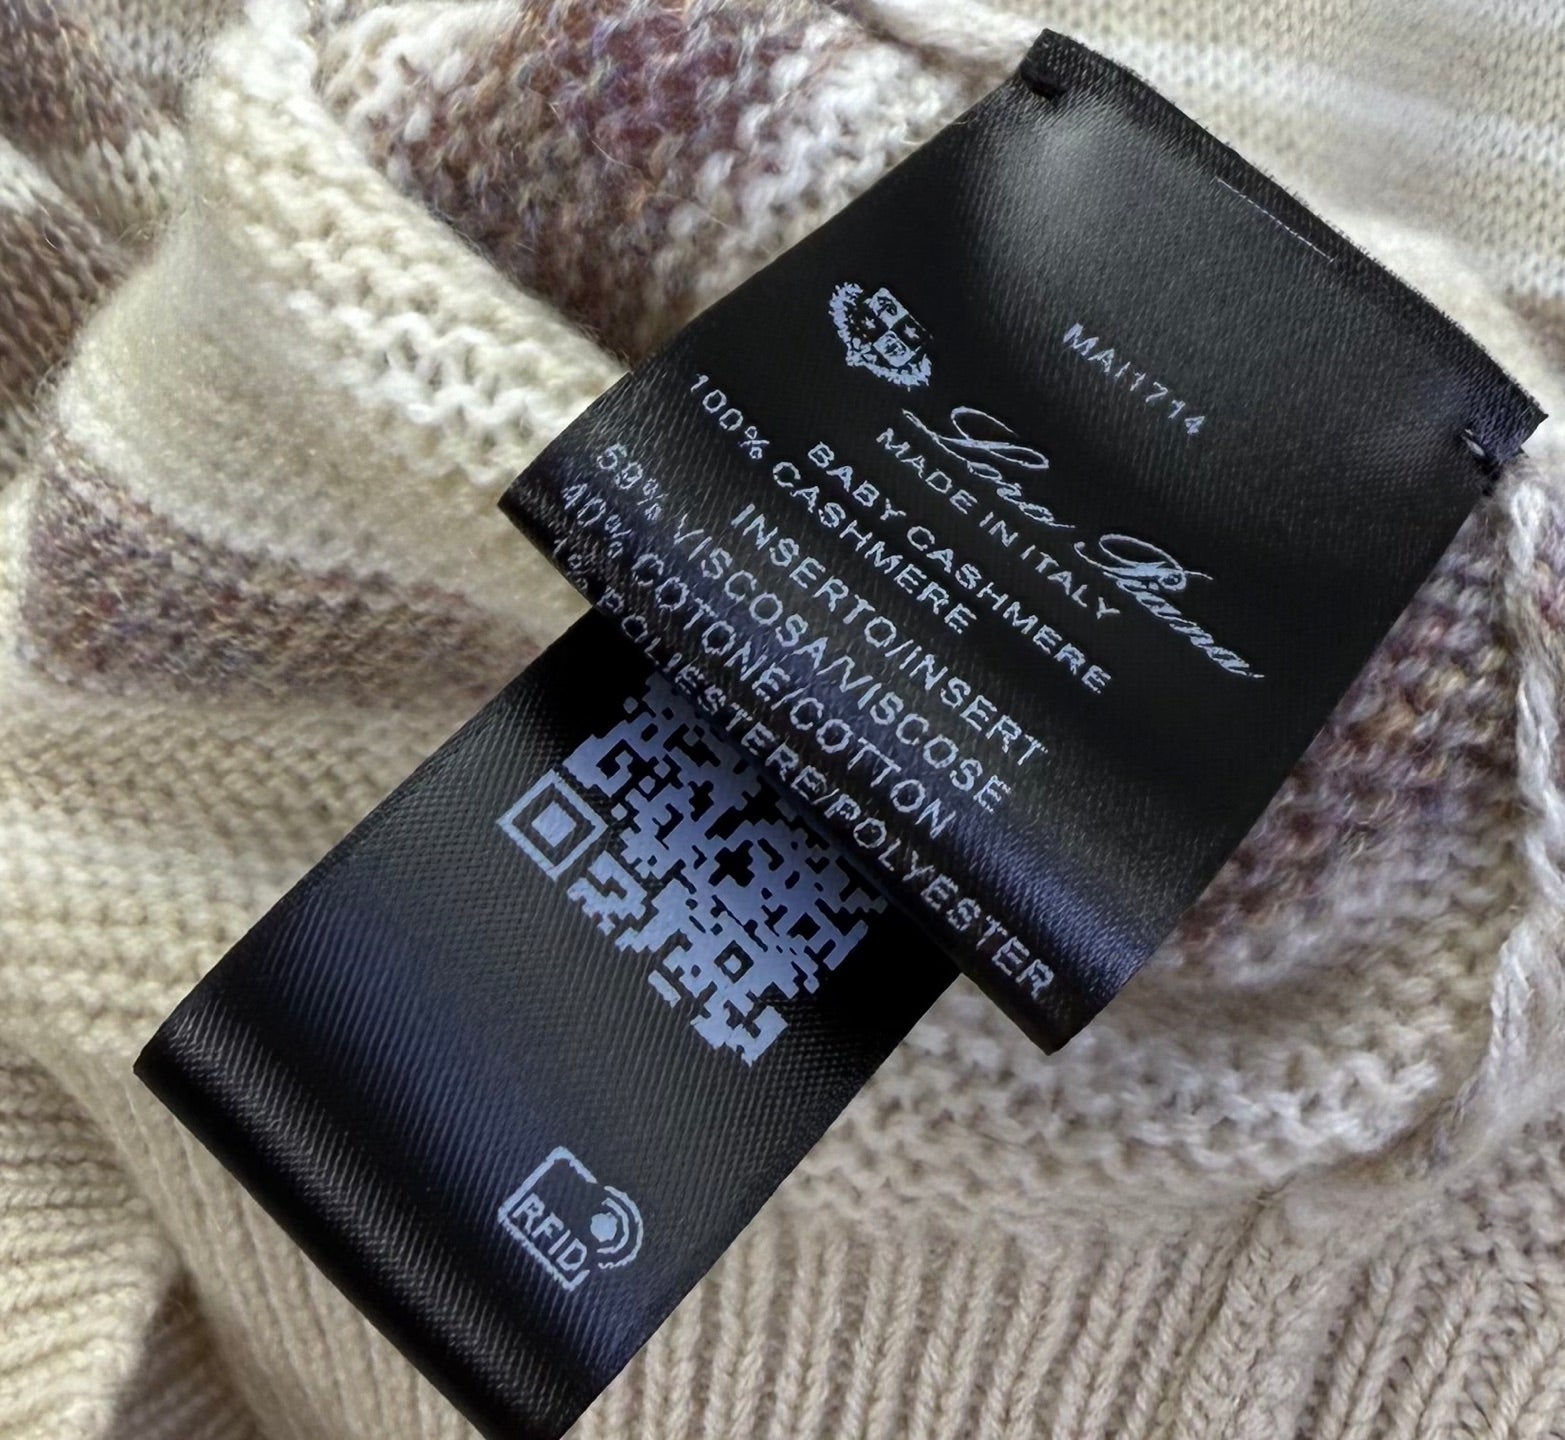 MAI1714
Loro Piana
MADE IN ITALY
BABY CASHMERE
100% CASHMERE
INSERTO/INSERT
59% VISCOSA/VISCOSE
40% COTONE/COTTON
1% POLIESTERE/POLYESTER
RFID